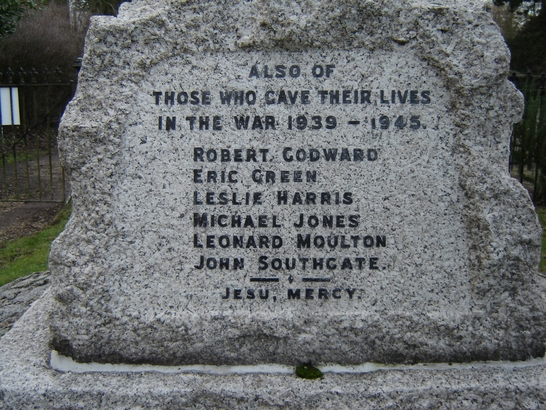 ALSO OF
THOSE WHO GAVE THEIR LIVES
IN THE WAR 1939 - 1945.
ROBERT GODWARD
ERIC GREEN
LESLIE HARRIS
MICHAEL JONES
LEONARD MOULTON
JOHN SOUTHGATE.
JESU, MERCY.